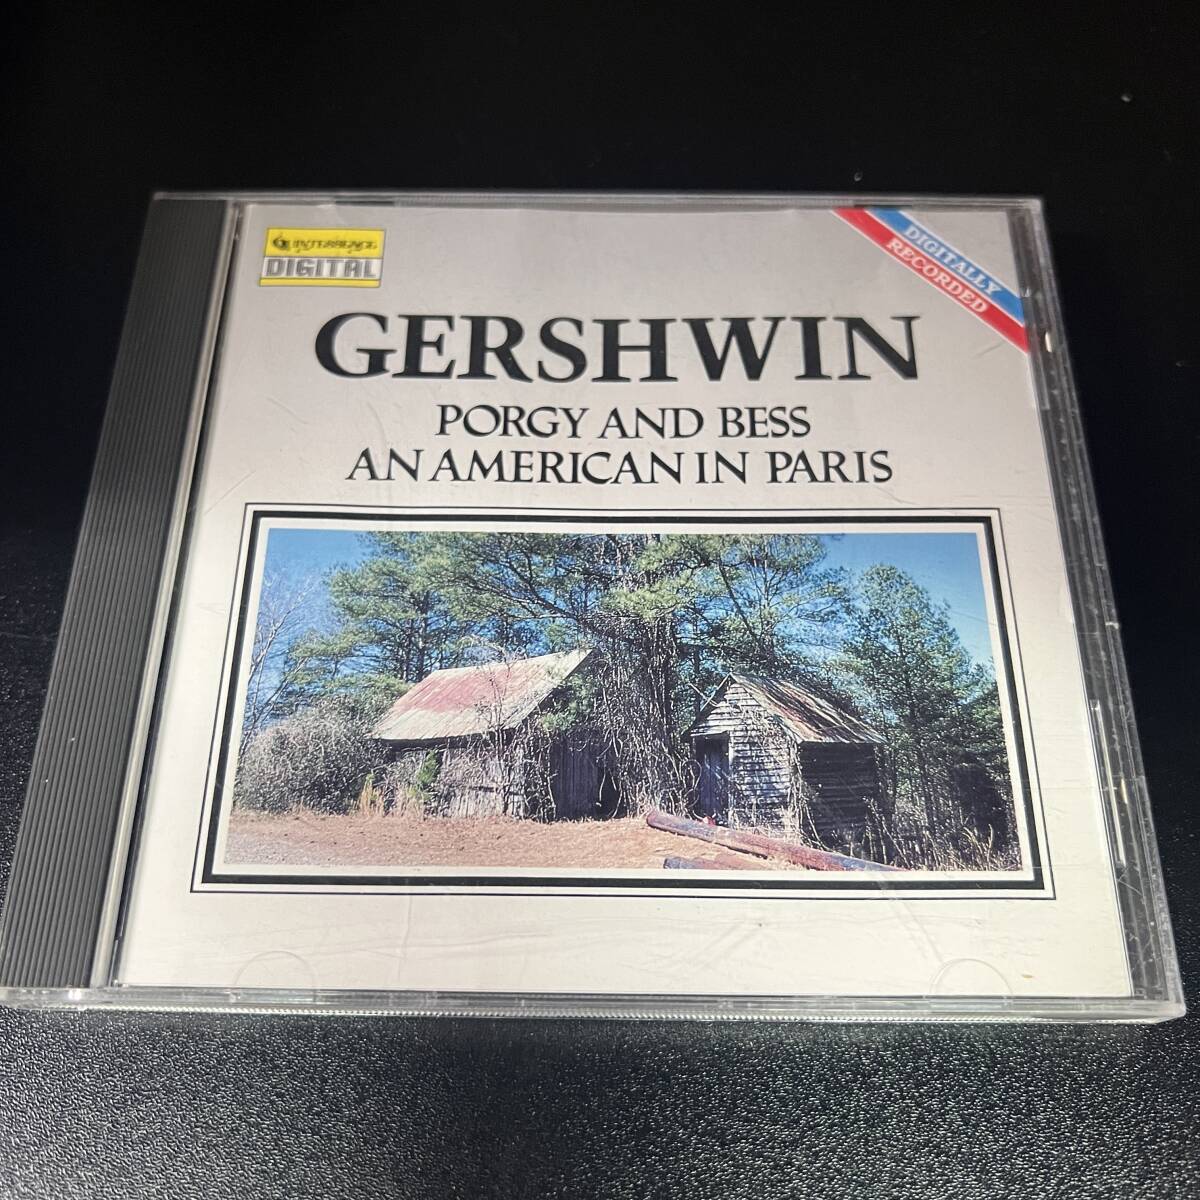 QUINTESSENCE
DIGITAL
DIGITALLY
RECORDED
GERSHWIN
PORGY AND BESS
AN AMERICAN IN PARIS